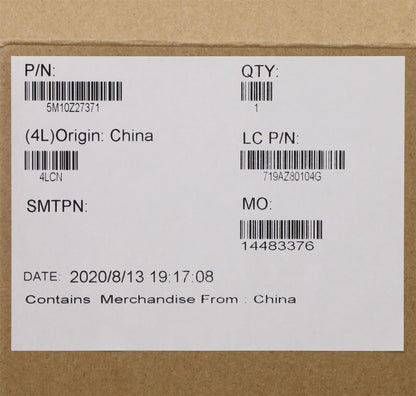 P/N:
5M10Z27371
QTY:
1
(4L)Origin: China
4LCN
LC P/N:
719AZ80104G
SMTPN:
MO:
14483376
DATE: 2020/8/13 19:17:08
Contains Merchandise From : China